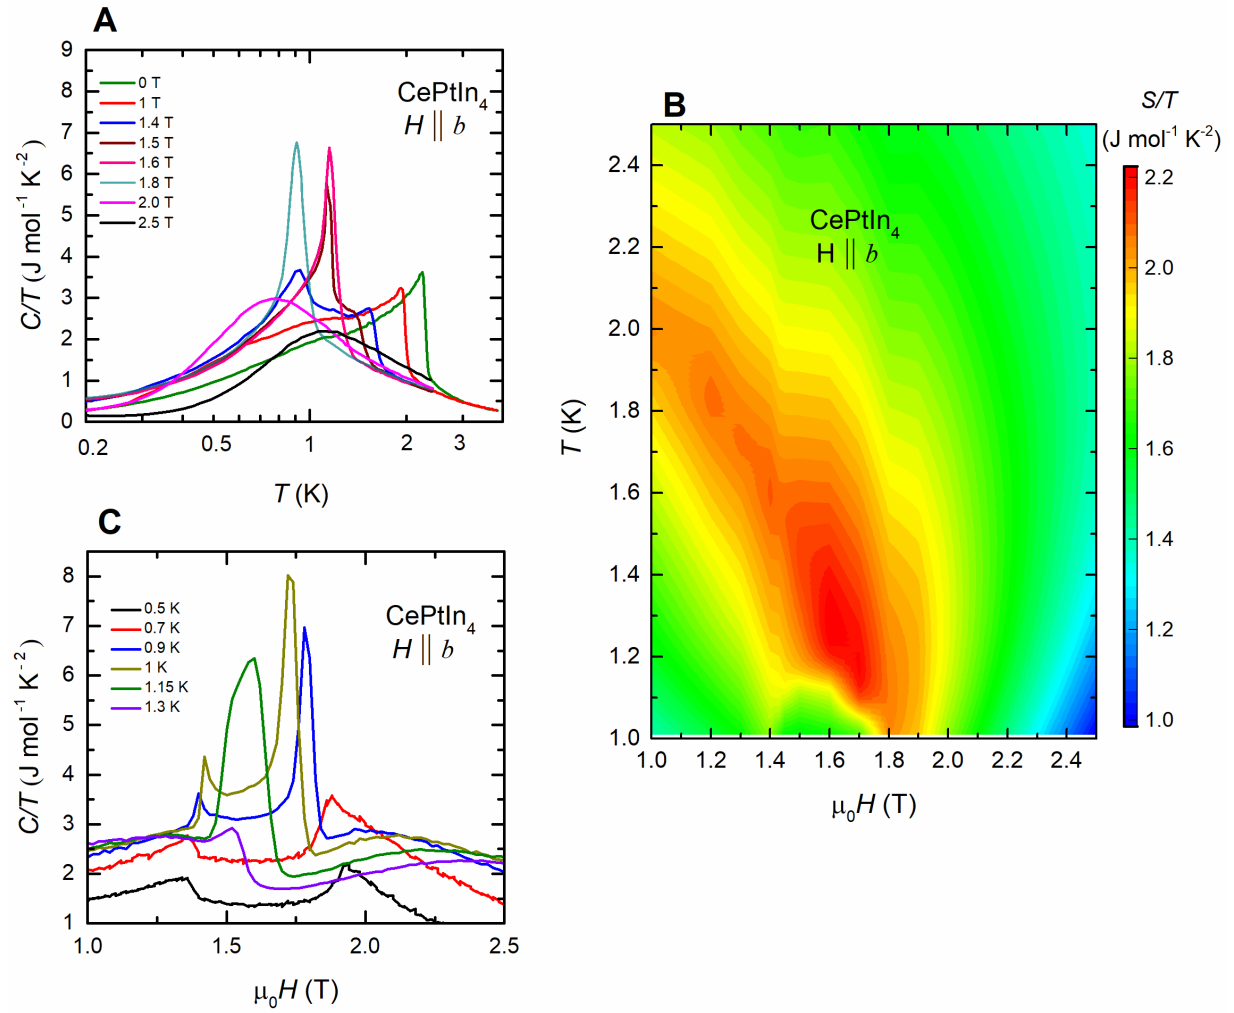 A
9
8
7
6
5
4
3
2
1
0
C/T (J mol⁻¹ K⁻²)
0 T
1 T
1.4 T
1.5 T
1.6 T
1.8 T
2.0 T
2.5 T
CePtIn₄
H || b
0.2 0.5 1 2 3
T (K)
B
S/T
(J mol⁻¹ K⁻²)
2.4
2.2
2.0
1.8
1.6
1.4
1.2
1.0
T (K)
CePtIn₄
H || b
1.0 1.2 1.4 1.6 1.8 2.0 2.2 2.4
μ₀H (T)
2.2
2.0
1.8
1.6
1.4
1.2
1.0
C
8
7
6
5
4
3
2
1
C/T (J mol⁻¹ K⁻²)
0.5 K
0.7 K
0.9 K
1 K
1.15 K
1.3 K
CePtIn₄
H || b
1.0 1.5 2.0 2.5
μ₀H (T)